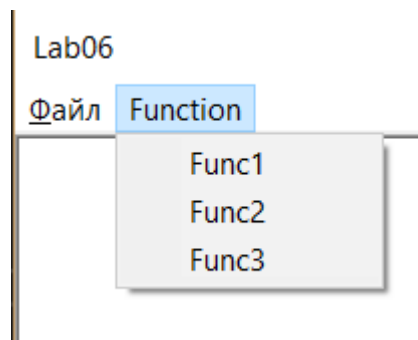 Lab06
Файл Function
Func1
Func2
Func3